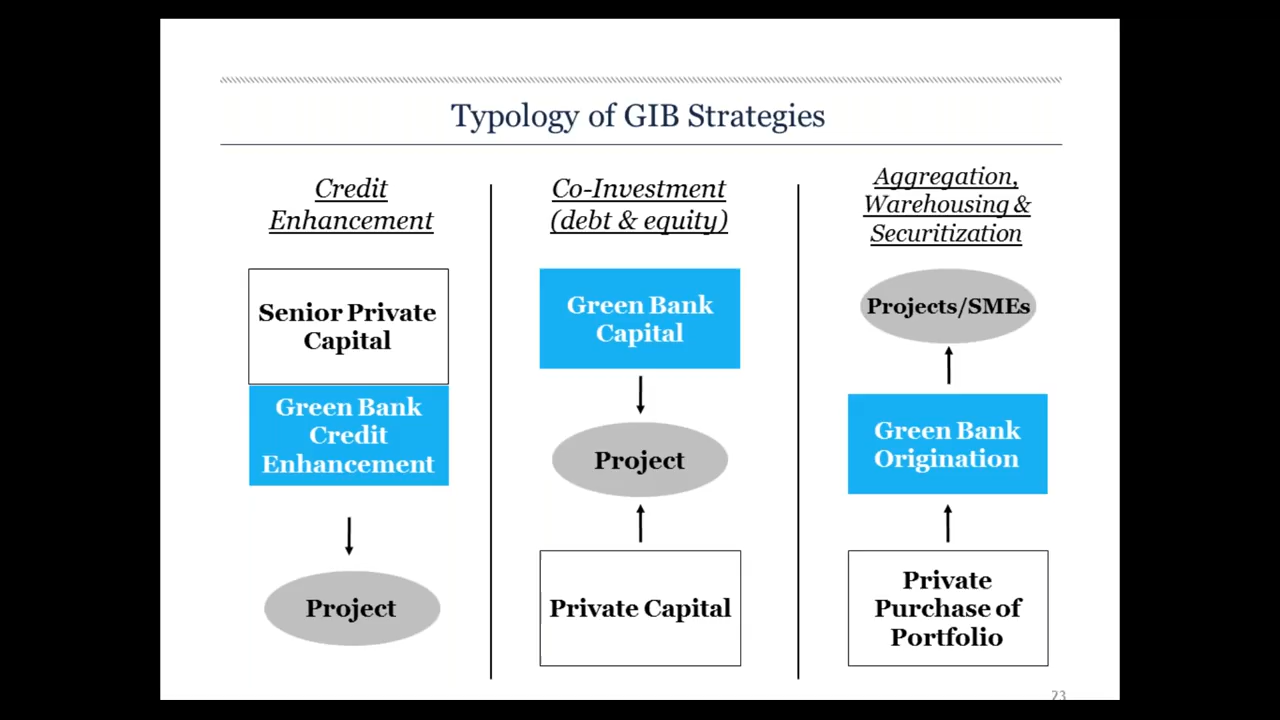 Typology of GIB Strategies
Credit
Enhancement
Senior Private
Capital
Green Bank
Credit
Enhancement
Project
Co-Investment
(debt & equity)
Green Bank
Capital
Project
Private Capital
Aggregation,
Warehousing &
Securitization
Projects/SMEs
Green Bank
Origination
Private
Purchase of
Portfolio
23